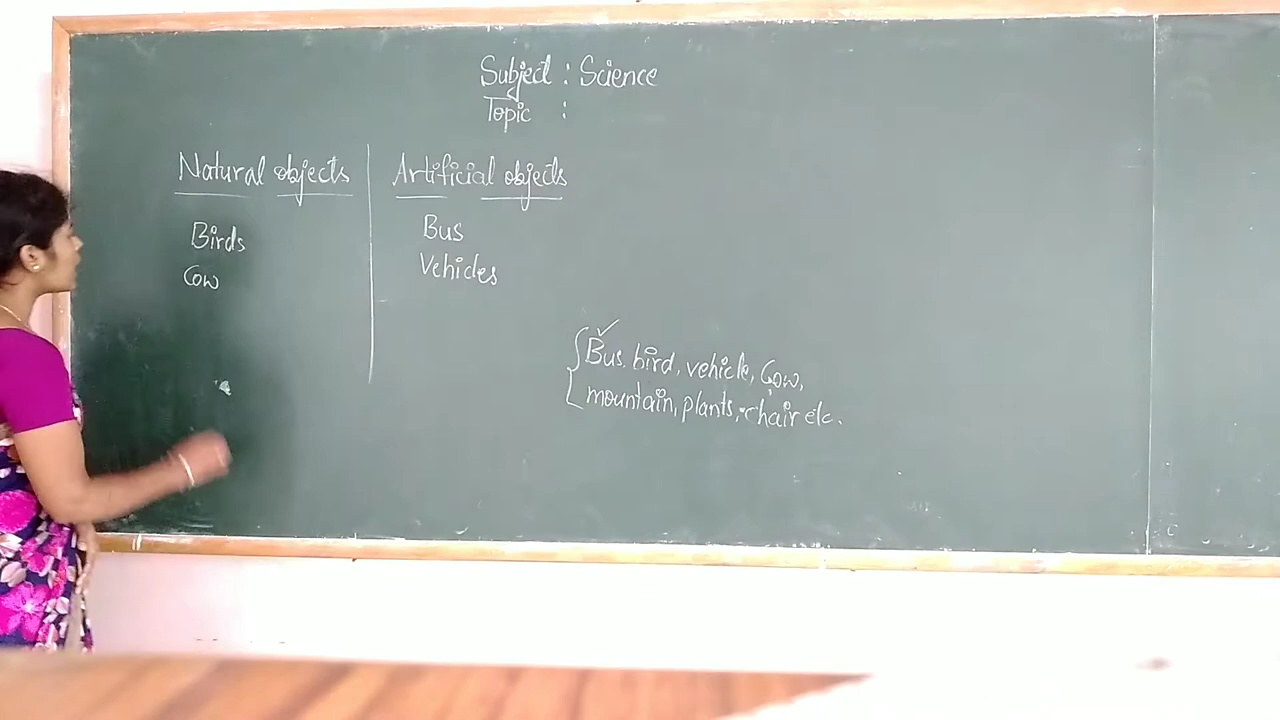 Subject : Science
Topic :
Natural objects
Birds
Cow
Artificial objects
Bus
Vehicles
Bus, bird, vehicle, Cow,
mountain, plants, chair etc.